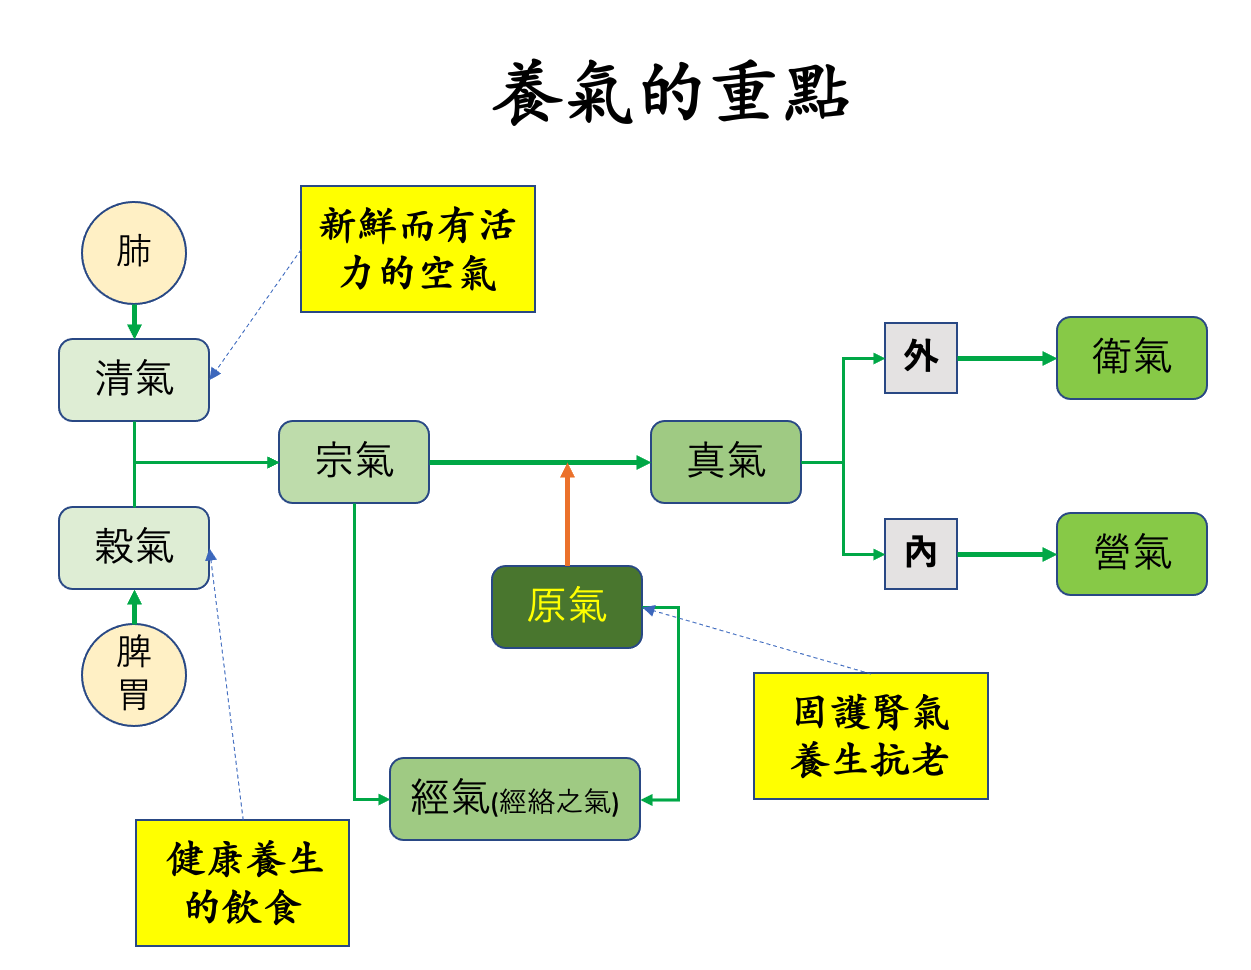 養氣的重點
新鮮而有活
力的空氣
肺
清氣
外
衛氣
宗氣
真氣
穀氣
內
營氣
原氣
脾
胃
固護腎氣
養生抗老
經氣(經絡之氣)
健康養生
的飲食